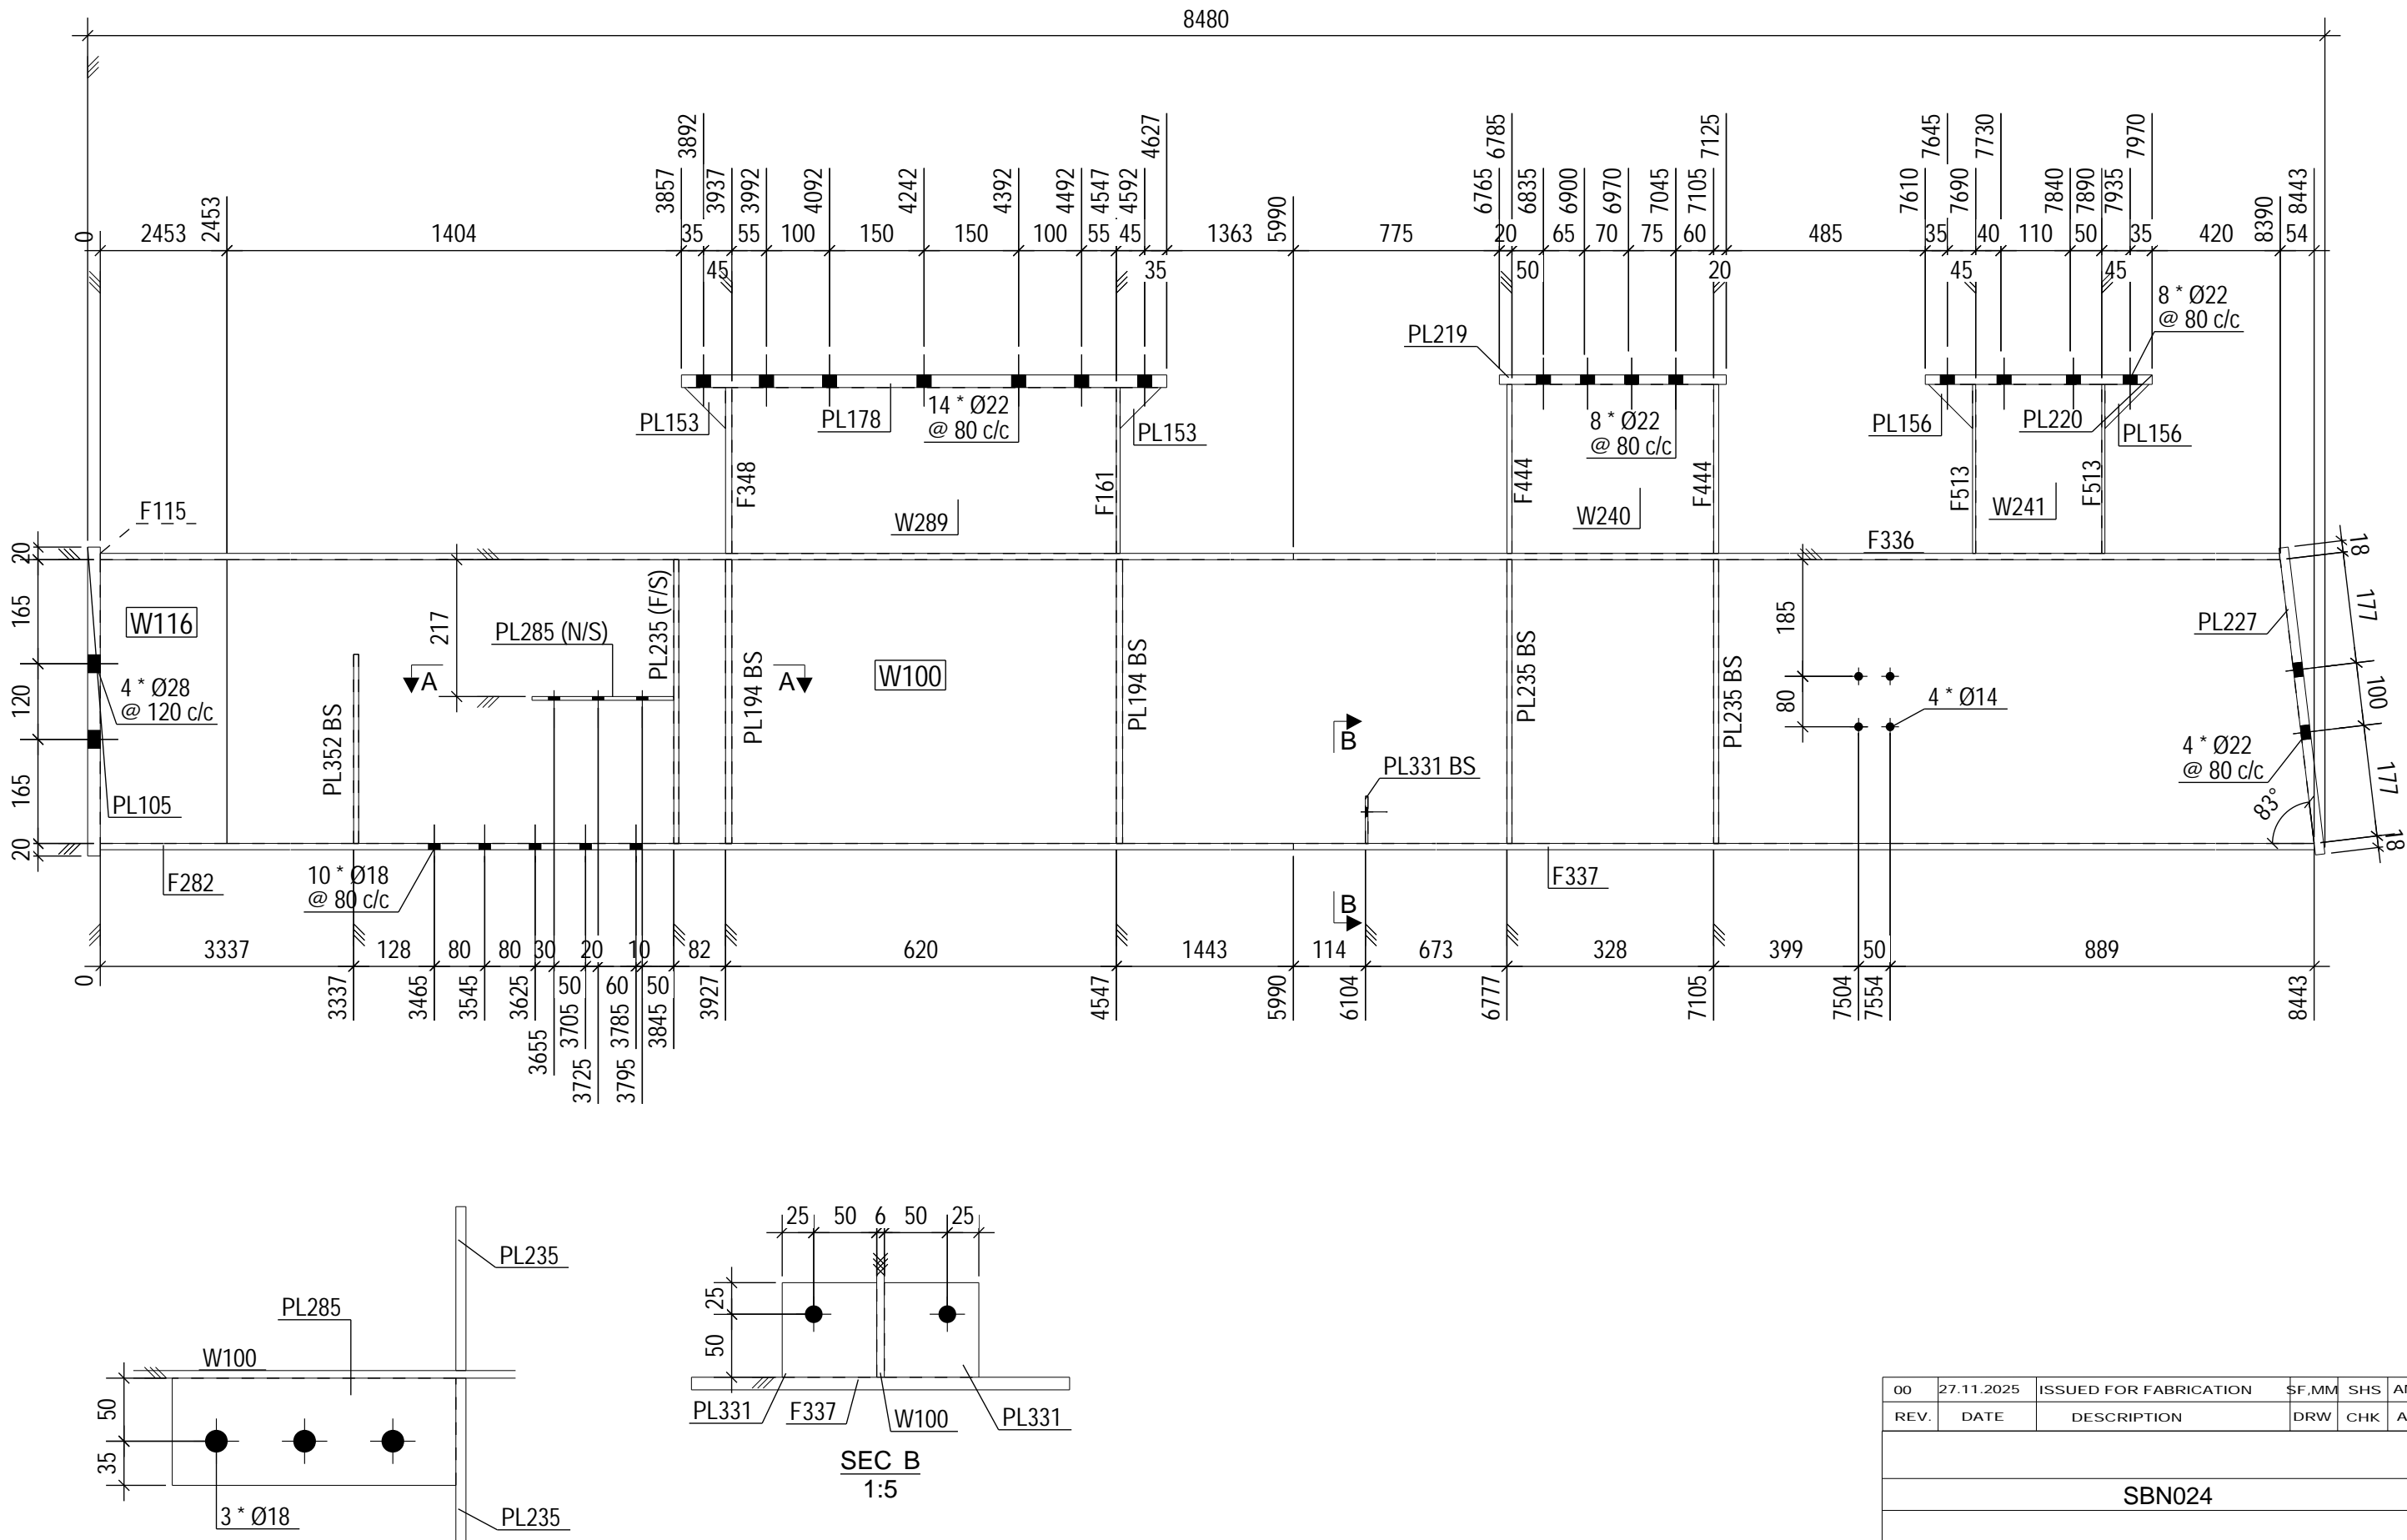 8480
3892
4627
6785
7125
7645
7730
7970
3857
3937
3992
4092
4242
4392
4492
4547
4592
6765
6835
6900
6970
7045
7105
7610
7690
7840
7890
7935
8443
0
2453
2453
1404
35
55
100
150
150
100
55
45
1363
5990
775
20
65
70
75
60
485
35
40
110
50
35
420
8390
54
45
35
50
20
45
45
8 * Ø22
@ 80 c/c
PL219
PL153
PL178
14 * Ø22
@ 80 c/c
PL153
8 * Ø22
@ 80 c/c
PL156
PL220
PL156
F348
F161
F444
F444
F513
F513
W289
W240
W241
F115
F336
20
165
120
165
20
W116
4 * Ø28
@ 120 c/c
PL105
PL352 BS
217
PL285 (N/S)
PL235 (F/S)
A
A
PL194 BS
W100
PL194 BS
B
PL331 BS
PL235 BS
PL235 BS
185
80
4 * Ø14
PL227
4 * Ø22
@ 80 c/c
83°
18
177
100
177
18
F282
10 * Ø18
@ 80 c/c
B
F337
3337
128
80
80
30
20
10
82
620
1443
114
673
328
399
50
889
50
60
50
0
3337
3465
3545
3625
3655
3705
3725
3785
3795
3845
3927
4547
5990
6104
6777
7105
7504
7554
8443
PL235
PL285
W100
50
35
3 * Ø18
PL235
25
50
6
50
25
25
50
PL331
F337
W100
PL331
SEC B
1:5
00 27.11.2025 ISSUED FOR FABRICATION SF,MM SHS
REV. DATE DESCRIPTION DRW CHK
SBN024